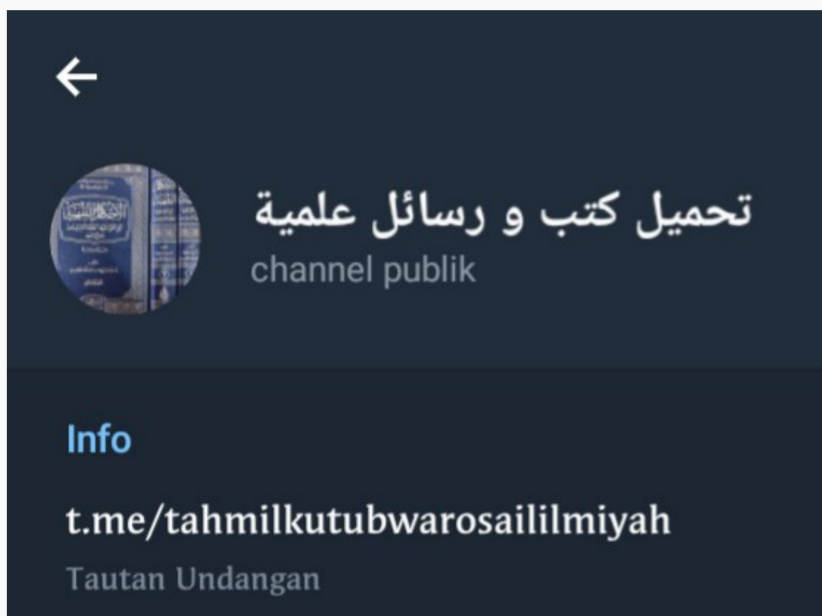 تحميل كتب و رسائل علمية
channel publik
Info
t.me/tahmilkutubwarosaililmiyah
Tautan Undangan